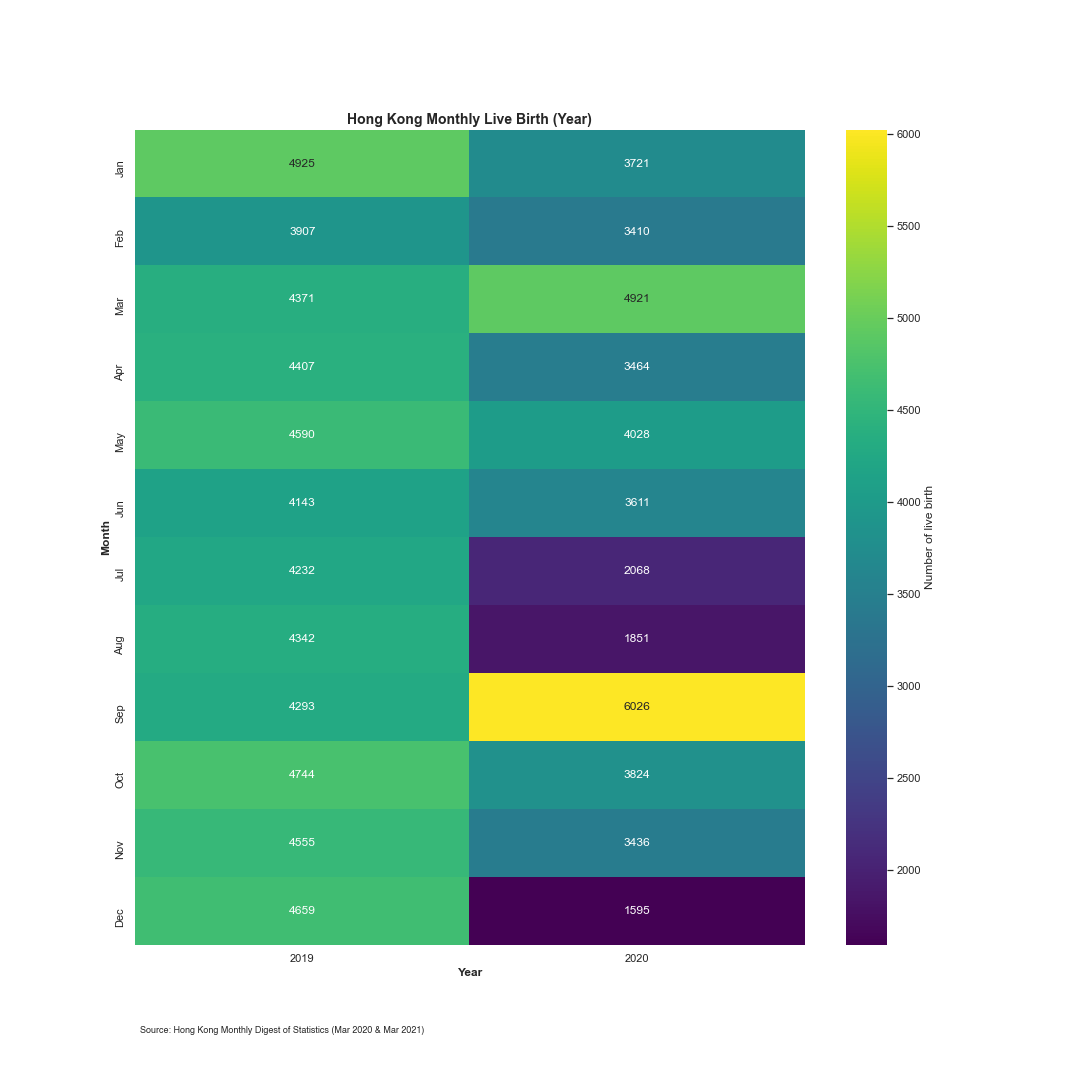 Hong Kong Monthly Live Birth (Year)
Jan 4925 3721
Feb 3907 3410
Mar 4371 4921
Apr 4407 3464
May 4590 4028
Jun 4143 3611
Jul 4232 2068
Aug 4342 1851
Sep 4293 6026
Oct 4744 3824
Nov 4555 3436
Dec 4659 1595
Month
2019 2020
Year
6000
5500
5000
4500
4000
3500
3000
2500
2000
Number of live birth
Source: Hong Kong Monthly Digest of Statistics (Mar 2020 & Mar 2021)